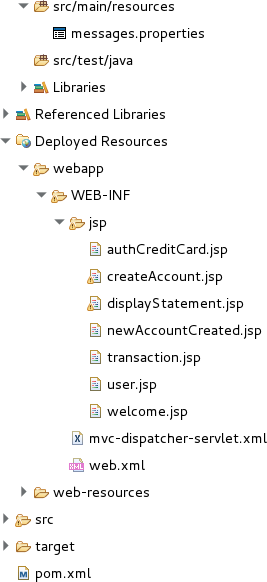 src/main/resources
messages.properties
src/test/java
Libraries
Referenced Libraries
Deployed Resources
webapp
WEB-INF
jsp
authCreditCard.jsp
createAccount.jsp
displayStatement.jsp
newAccountCreated.jsp
transaction.jsp
user.jsp
welcome.jsp
mvc-dispatcher-servlet.xml
web.xml
web-resources
src
target
pom.xml